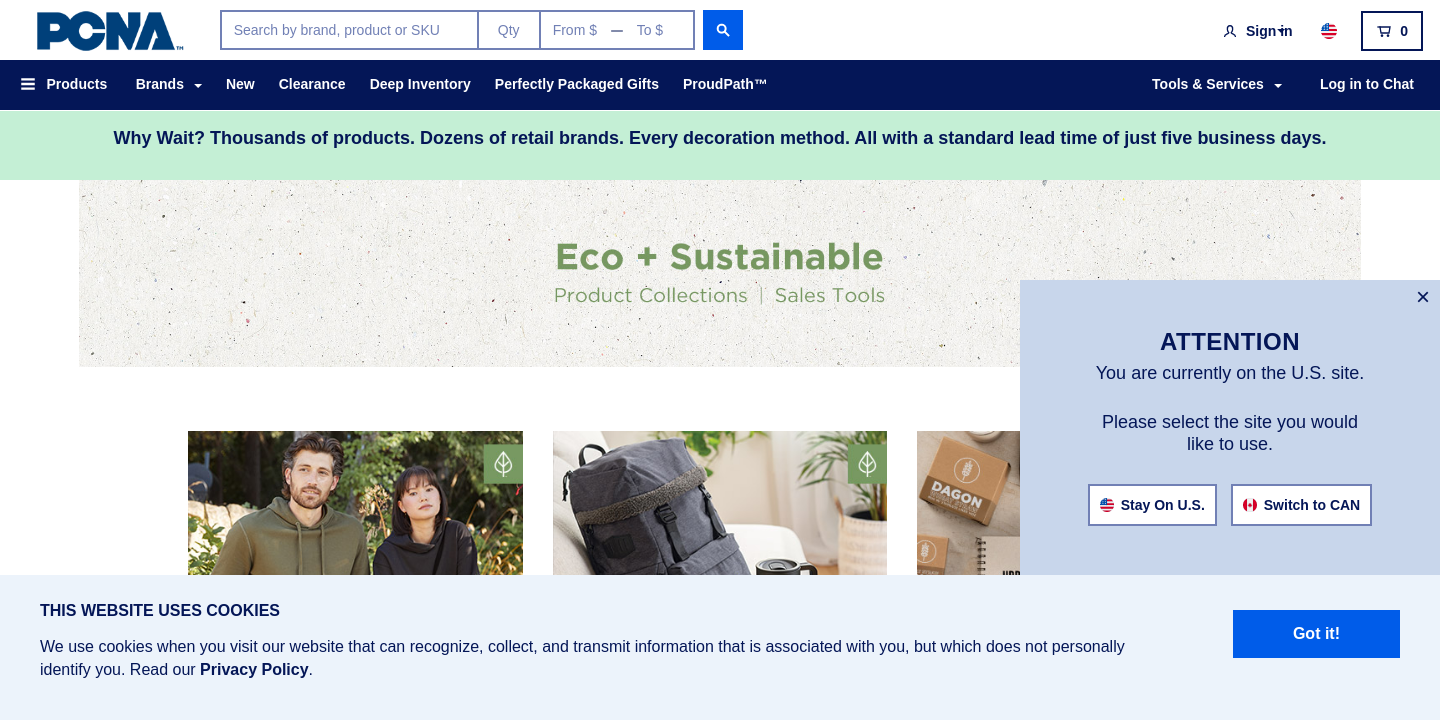 PCNA™
Search by brand, product or SKU
Qty
From $ — To $
Sign In
0
Products
Brands
New
Clearance
Deep Inventory
Perfectly Packaged Gifts
ProudPath™
Tools & Services
Log in to Chat
Why Wait? Thousands of products. Dozens of retail brands. Every decoration method. All with a standard lead time of just five business days.
Eco + Sustainable
Product Collections | Sales Tools
×
ATTENTION
You are currently on the U.S. site.
Please select the site you would
like to use.
Stay On U.S.
Switch to CAN
DAGON
THIS WEBSITE USES COOKIES
We use cookies when you visit our website that can recognize, collect, and transmit information that is associated with you, but which does not personally
identify you. Read our Privacy Policy.
Got it!